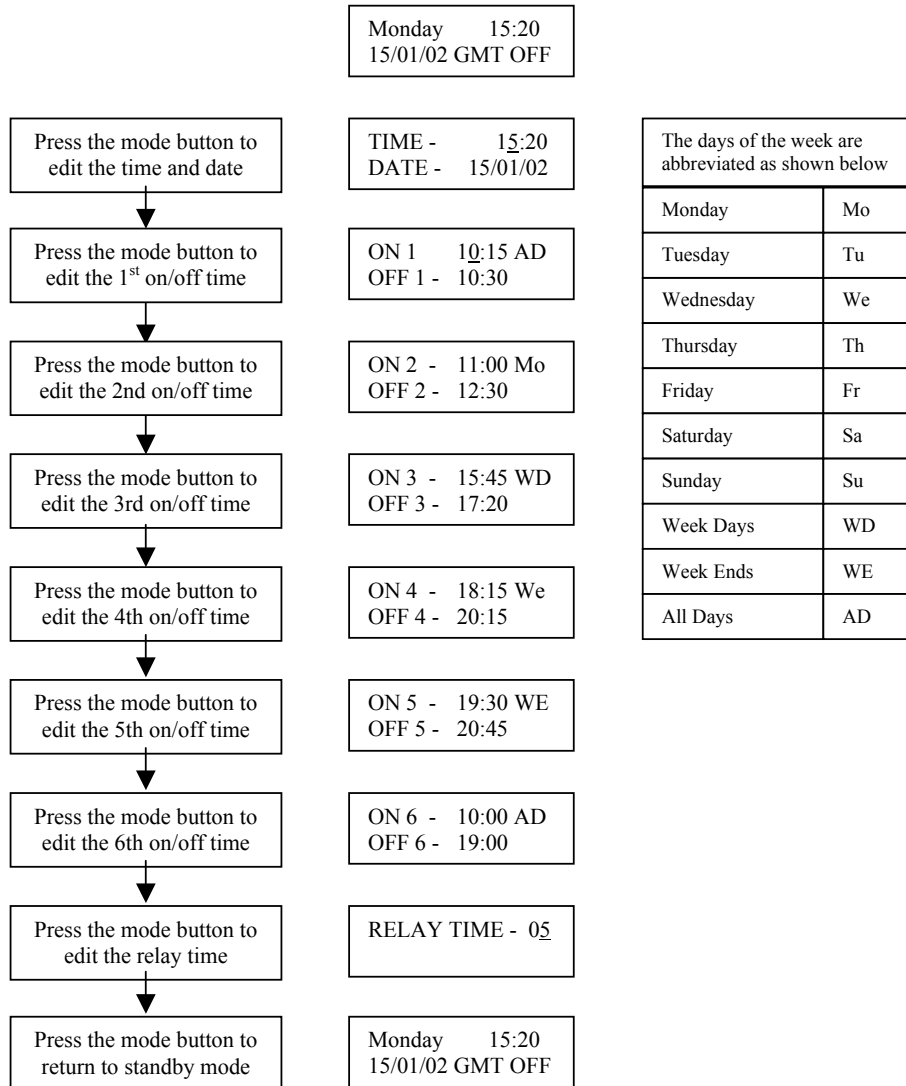 Monday 15:20
15/01/02 GMT OFF
Press the mode button to
edit the time and date
TIME - 15:20
DATE - 15/01/02
Press the mode button to
edit the 1st on/off time
ON 1 10:15 AD
OFF 1 - 10:30
Press the mode button to
edit the 2nd on/off time
ON 2 - 11:00 Mo
OFF 2 - 12:30
Press the mode button to
edit the 3rd on/off time
ON 3 - 15:45 WD
OFF 3 - 17:20
Press the mode button to
edit the 4th on/off time
ON 4 - 18:15 We
OFF 4 - 20:15
Press the mode button to
edit the 5th on/off time
ON 5 - 19:30 WE
OFF 5 - 20:45
Press the mode button to
edit the 6th on/off time
ON 6 - 10:00 AD
OFF 6 - 19:00
Press the mode button to
edit the relay time
RELAY TIME - 05
Press the mode button to
return to standby mode
Monday 15:20
15/01/02 GMT OFF
The days of the week are
abbreviated as shown below
Monday Mo
Tuesday Tu
Wednesday We
Thursday Th
Friday Fr
Saturday Sa
Sunday Su
Week Days WD
Week Ends WE
All Days AD